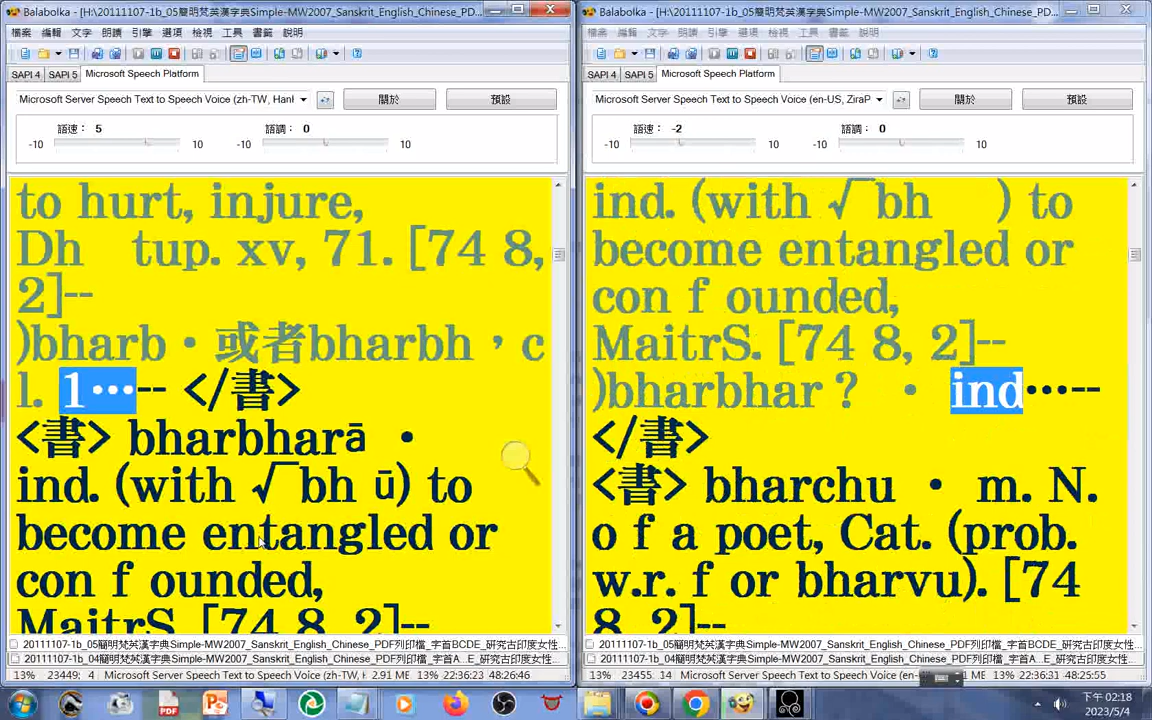 Balabolka - [H:\20111107-1b_05簡明梵英漢字典Simple-MW2007_Sanskrit_English_Chinese_PD...
檔案 編輯 文字 朗讀 引擎 選項 檢視 工具 書籤 說明
SAPI 4 SAPI 5 Microsoft Speech Platform
Microsoft Server Speech Text to Speech Voice (zh-TW, Hanl 關於 預設
語速： 5 語調： 0
-10 10 -10 10
to hurt, injure,
Dh tup. xv, 71. [74 8,
2]--
)bharb • 或者bharbh，c
l. 1…-- </書>
<書> bharbharā •
ind. (with √ bh ū) to
become entangled or
con f ounded,
MaitrS. [74 8, 2]--
20111107-1b_05簡明梵英漢字典Simple-MW2007_Sanskrit_English_Chinese_PDF列印檔_字首BCDE_研究古印度女性...
20111107-1b_04簡明梵英漢字典Simple-MW2007_Sanskrit_English_Chinese_PDF列印檔_字首A...E_研究古印度女性...
13% 23449: 4 Microsoft Server Speech Text to Speech Voice (zh-TW, 2.91 MB 13% 22:36:23 48:26:46
Balabolka - [H:\20111107-1b_05簡明梵英漢字典Simple-MW2007_Sanskrit_English_Chinese_PD...
檔案 編輯 文字 朗讀 引擎 選項 檢視 工具 書籤 說明
SAPI 4 SAPI 5 Microsoft Speech Platform
Microsoft Server Speech Text to Speech Voice (en-US, ZiraP 關於 預設
語速： -2 語調： 0
-10 10 -10 10
ind. (with √ bh ) to
become entangled or
con f ounded,
MaitrS. [74 8, 2]--
)bharbhar？ • ind…--
</書>
<書> bharchu • m. N.
o f a poet, Cat. (prob.
w.r. f or bharvu). [74
8, 2]--
20111107-1b_05簡明梵英漢字典Simple-MW2007_Sanskrit_English_Chinese_PDF列印檔_字首BCDE_研究古印度女性...
20111107-1b_04簡明梵英漢字典Simple-MW2007_Sanskrit_English_Chinese_PDF列印檔_字首A...E_研究古印度女性...
13% 23455: 14 Microsoft Server Speech Text to Speech Voice (en-US, 2.91 MB 13% 22:36:31 48:25:55
PDF
下午 02:18
2023/5/4